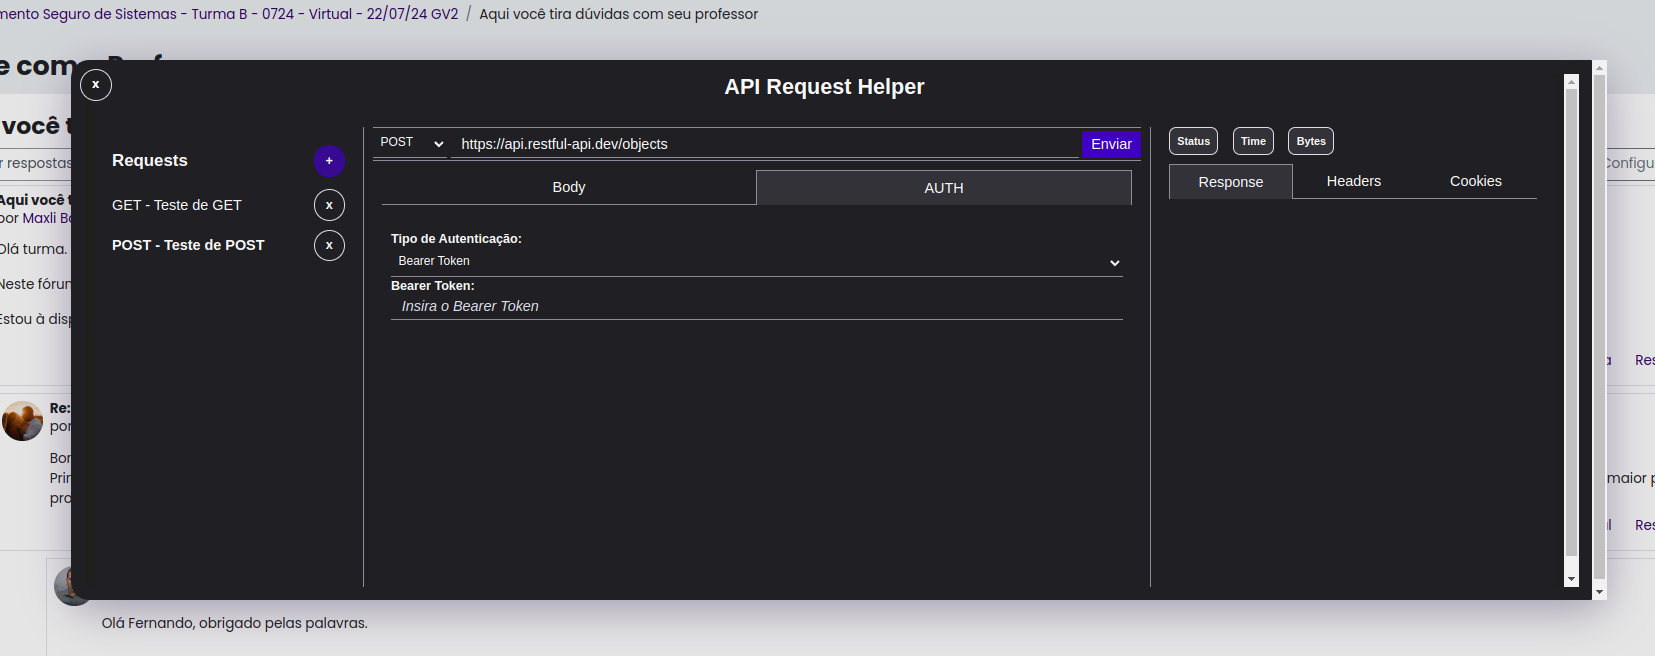 mento Seguro de Sistemas - Turma B - 0724 - Virtual - 22/07/24 GV2 / Aqui você tira dúvidas com seu professor
e com
x
API Request Helper
você t
r respostas
Requests
+
GET - Teste de GET
x
POST - Teste de POST
x
POST
https://api.restful-api.dev/objects
Enviar
Body
AUTH
Tipo de Autenticação:
Bearer Token
Bearer Token:
Insira o Bearer Token
Status
Time
Bytes
Response
Headers
Cookies
Configu
Aqui você t
por Maxli Ba
Olá turma.
Neste fórun
Estou à disp
Res
Re:
por
Bor
Prin
pro
maior p
Res
Olá Fernando, obrigado pelas palavras.